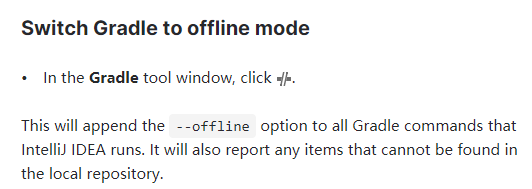 Switch Gradle to offline mode
• In the Gradle tool window, click .
This will append the --offline option to all Gradle commands that
IntelliJ IDEA runs. It will also report any items that cannot be found in
the local repository.